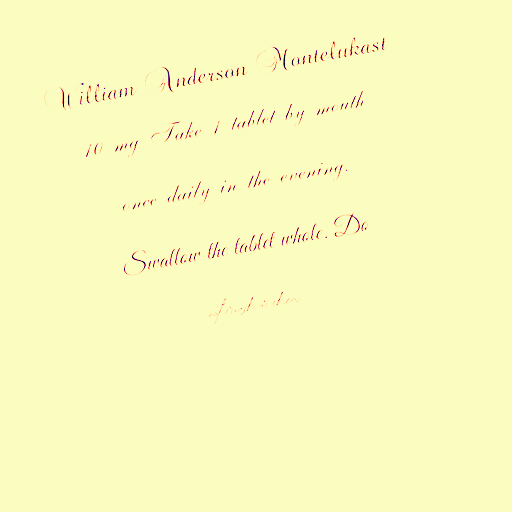 William Anderson Montelukast
10 mg Take 1 tablet by mouth
once daily in the evening.
Swallow the tablet whole. Do